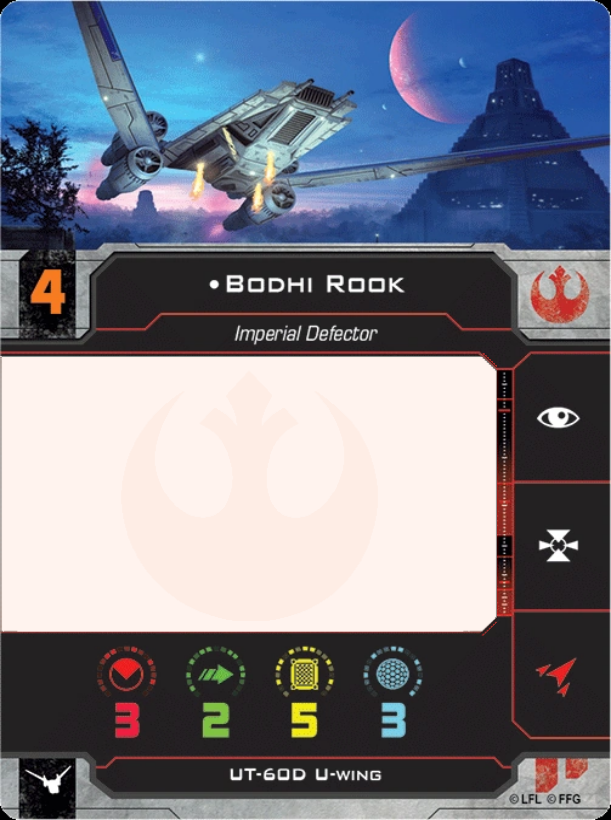 4
•Bodhi Rook
Imperial Defector
3 2 5 3
UT-60D U-wing
© LFL © FFG